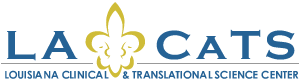 LA CaTS
LOUISIANA CLINICAL & TRANSLATIONAL SCIENCE CENTER